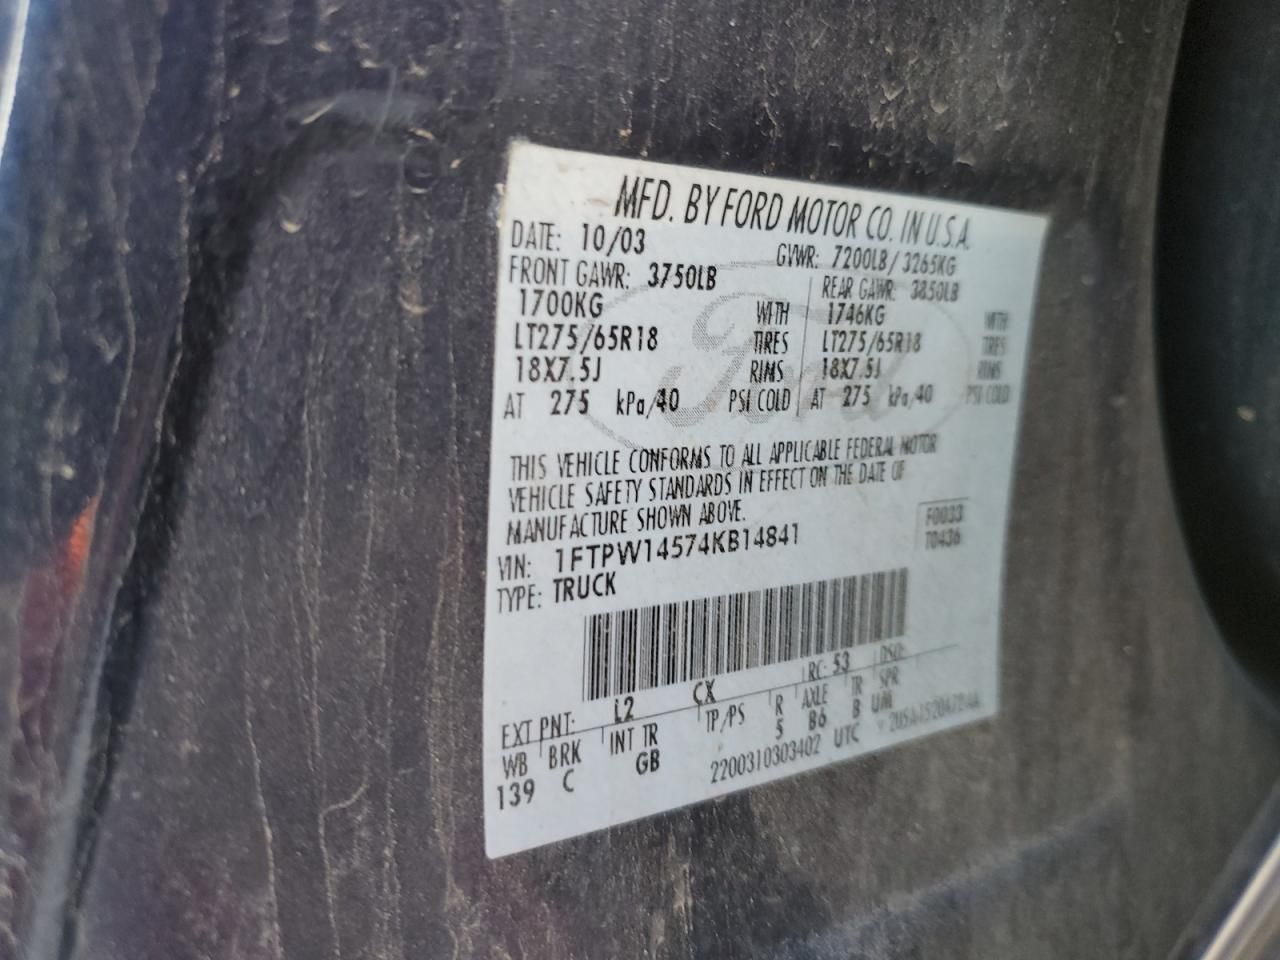 MFD. BY FORD MOTOR CO. IN U.S.A.
DATE: 10/03 GVWR: 7200LB/3265KG
FRONT GAWR: 3750LB REAR GAWR: 3850LB
1700KG WITH 1746KG WITH
LT275/65R18 TIRES LT275/65R18 TIRES
18X7.5J RIMS 18X7.5J RIMS
AT 275 kPa/40 PSI COLD AT 275 kPa/40 PSI COLD
Ford
THIS VEHICLE CONFORMS TO ALL APPLICABLE FEDERAL MOTOR
VEHICLE SAFETY STANDARDS IN EFFECT ON THE DATE OF
MANUFACTURE SHOWN ABOVE.
F0033
VIN: 1FTPW14574KB14841 T0436
TYPE: TRUCK
EXT PNT: L2 CX RC: 53 DSO:
WB BRK INT TR TP/PS R AXLE TR SPR
139 C GB 5 B6 B UM
2200310303402 UTC